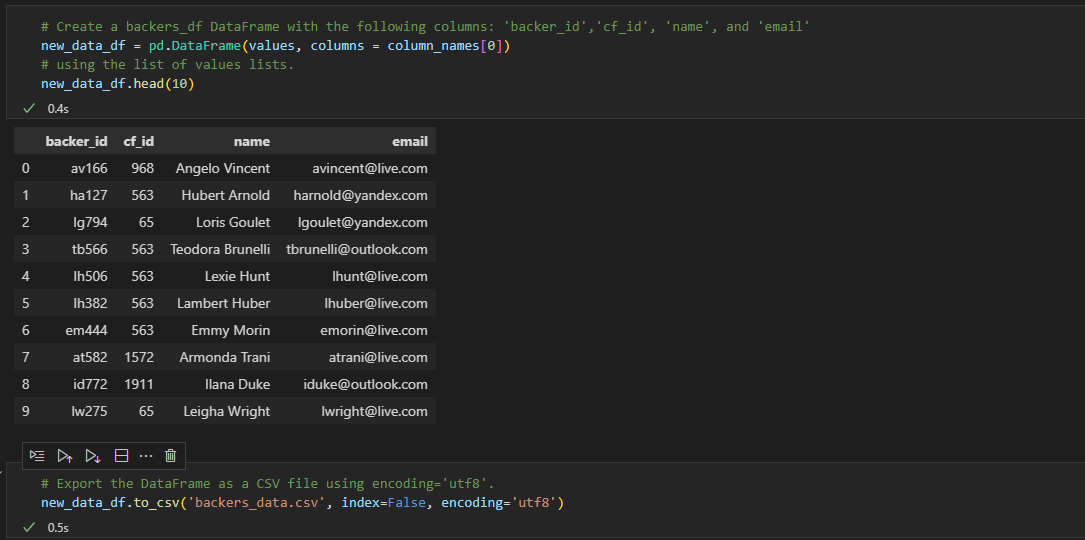 # Create a backers_df DataFrame with the following columns: 'backer_id','cf_id', 'name', and 'email'
new_data_df = pd.DataFrame(values, columns = column_names[0])
# using the list of values lists.
new_data_df.head(10)
0.4s
backer_id cf_id name email
0 av166 968 Angelo Vincent avincent@live.com
1 ha127 563 Hubert Arnold harnold@yandex.com
2 lg794 65 Loris Goulet lgoulet@yandex.com
3 tb566 563 Teodora Brunelli tbrunelli@outlook.com
4 lh506 563 Lexie Hunt lhunt@live.com
5 lh382 563 Lambert Huber lhuber@live.com
6 em444 563 Emmy Morin emorin@live.com
7 at582 1572 Armonda Trani atrani@live.com
8 id772 1911 Ilana Duke iduke@outlook.com
9 lw275 65 Leigha Wright lwright@live.com
# Export the DataFrame as a CSV file using encoding='utf8'.
new_data_df.to_csv('backers_data.csv', index=False, encoding='utf8')
0.5s